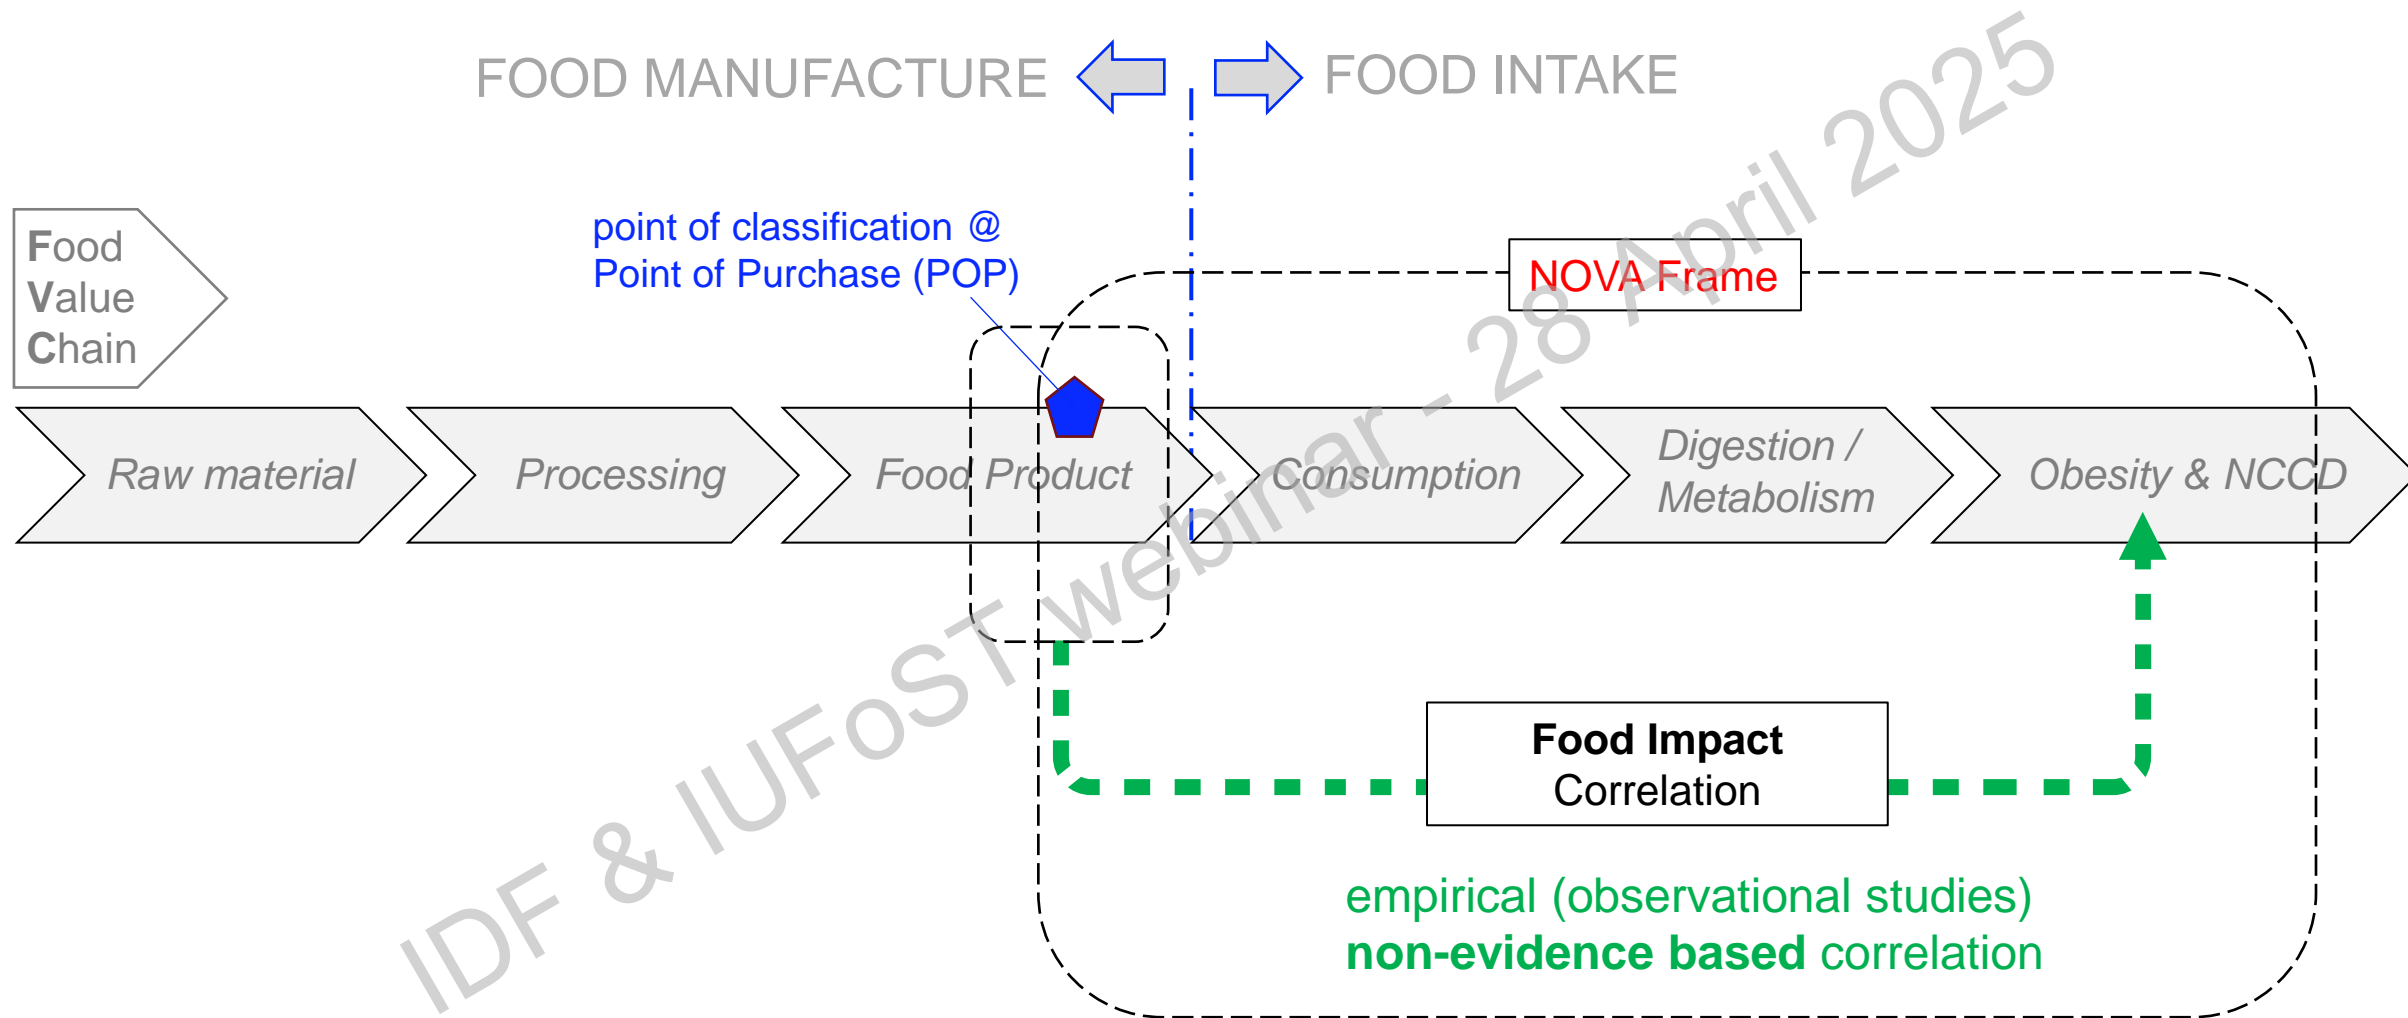 FOOD MANUFACTURE
FOOD INTAKE
Food
Value
Chain
point of classification @
Point of Purchase (POP)
NOVA Frame
Raw material
Processing
Food Product
Consumption
Digestion /
Metabolism
Obesity & NCCD
Food Impact
Correlation
empirical (observational studies)
non-evidence based correlation
IDF & IUFoST webinar - 28 April 2025